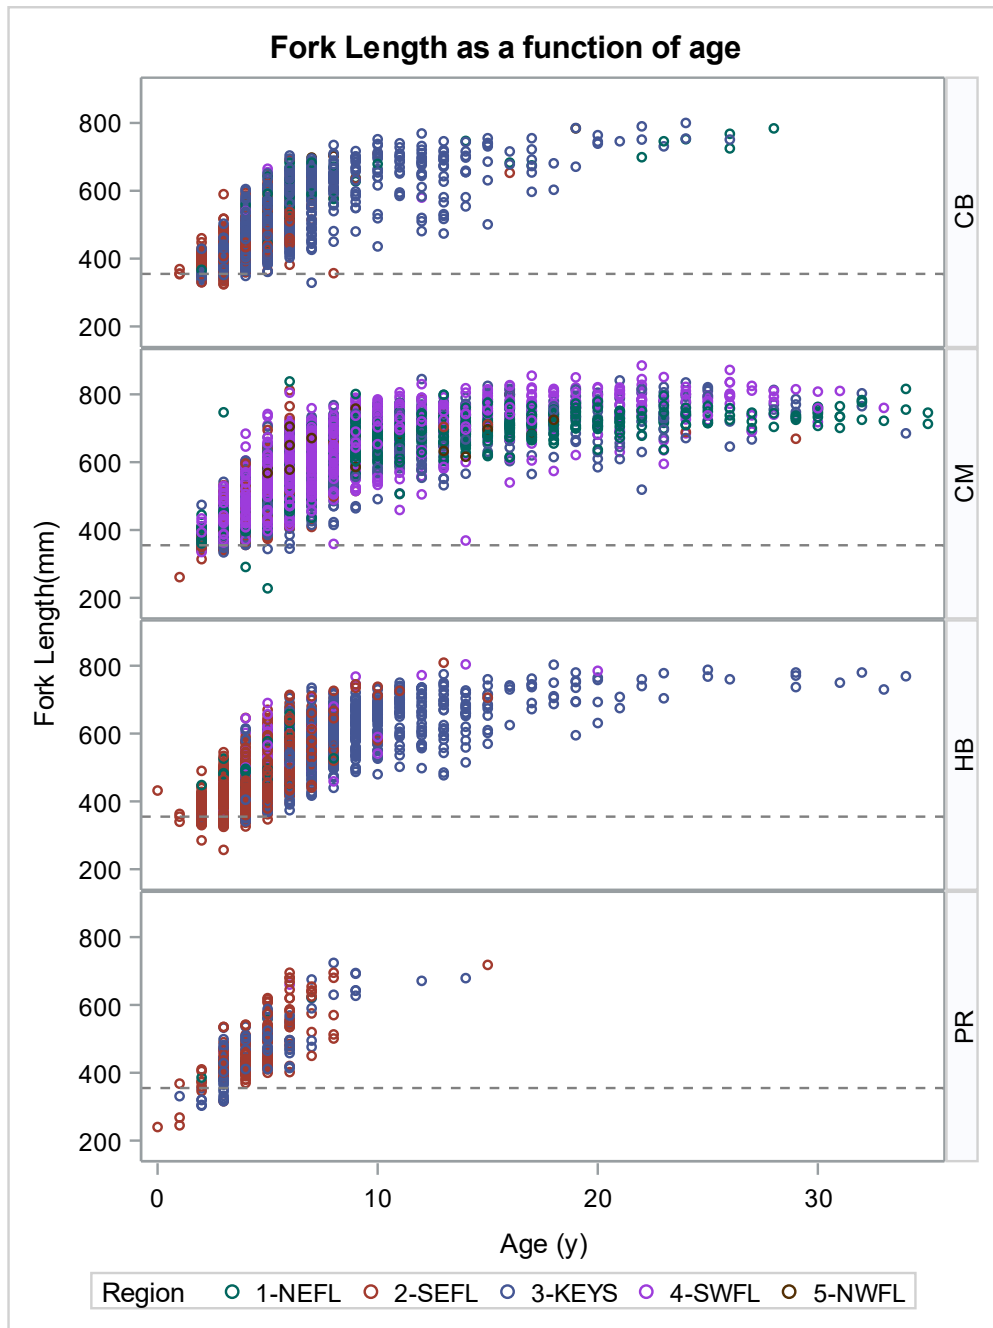 Fork Length as a function of age
800
600
400
200
CB
800
600
400
200
CM
Fork Length(mm)
800
600
400
200
HB
800
600
400
200
PR
0 10 20 30
Age (y)
Region 1-NEFL 2-SEFL 3-KEYS 4-SWFL 5-NWFL